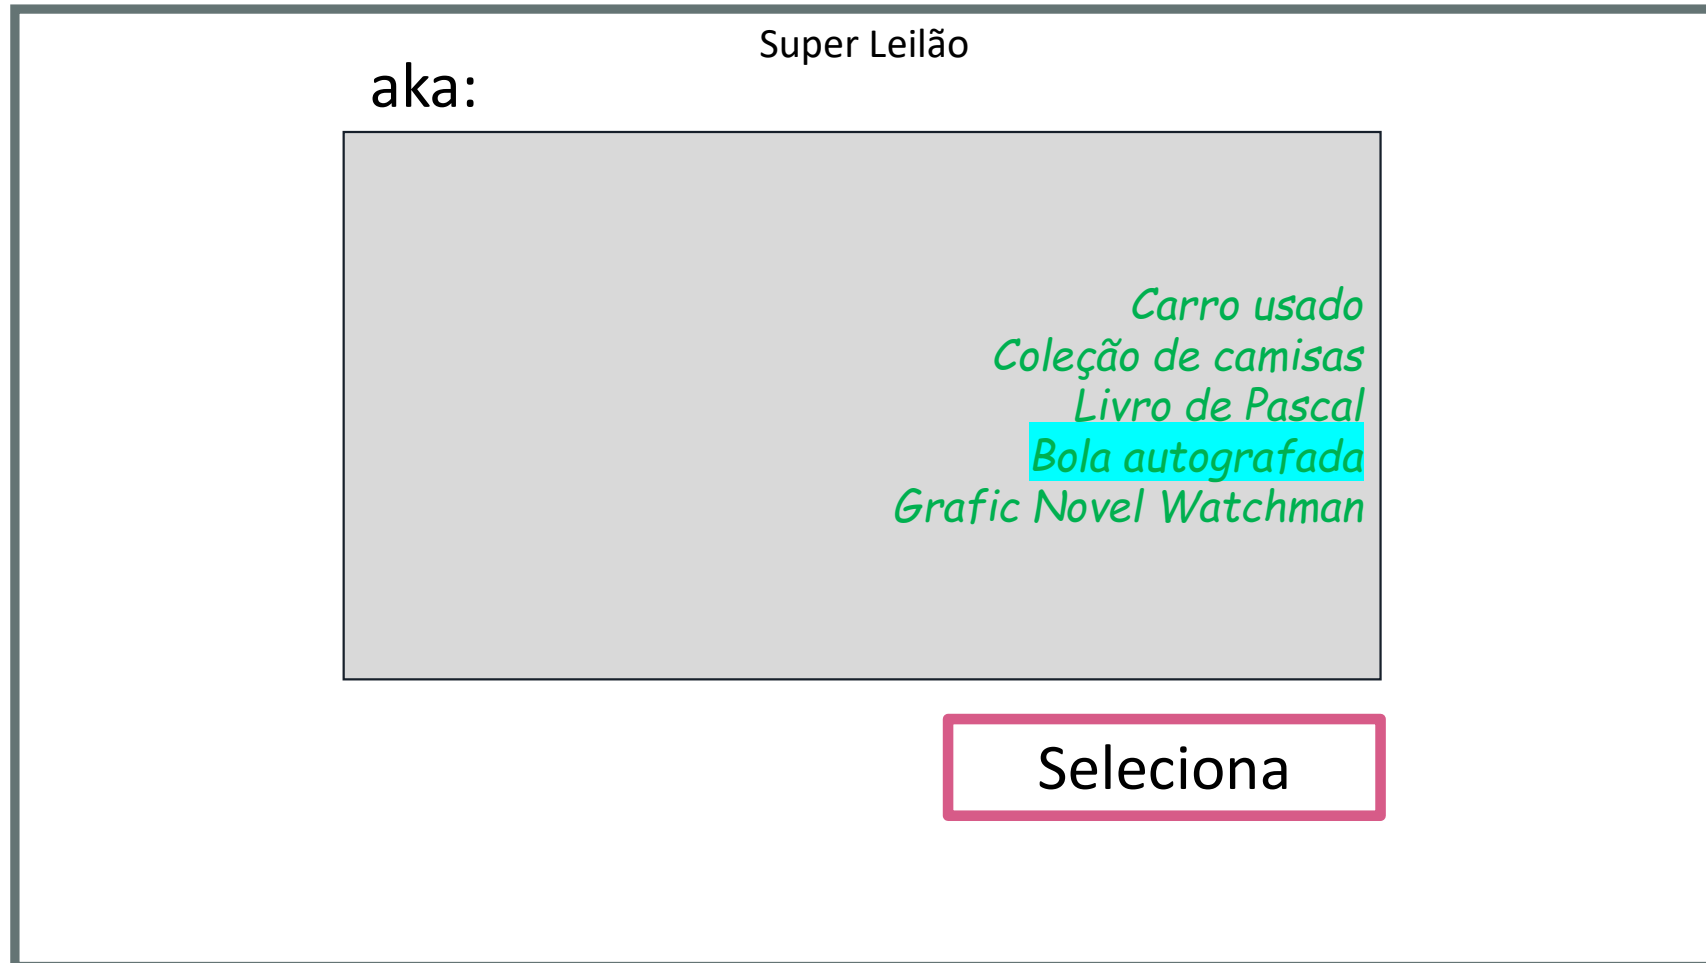 Super Leilão
aka:
Carro usado
Coleção de camisas
Livro de Pascal
Bola autografada
Grafic Novel Watchman
Seleciona